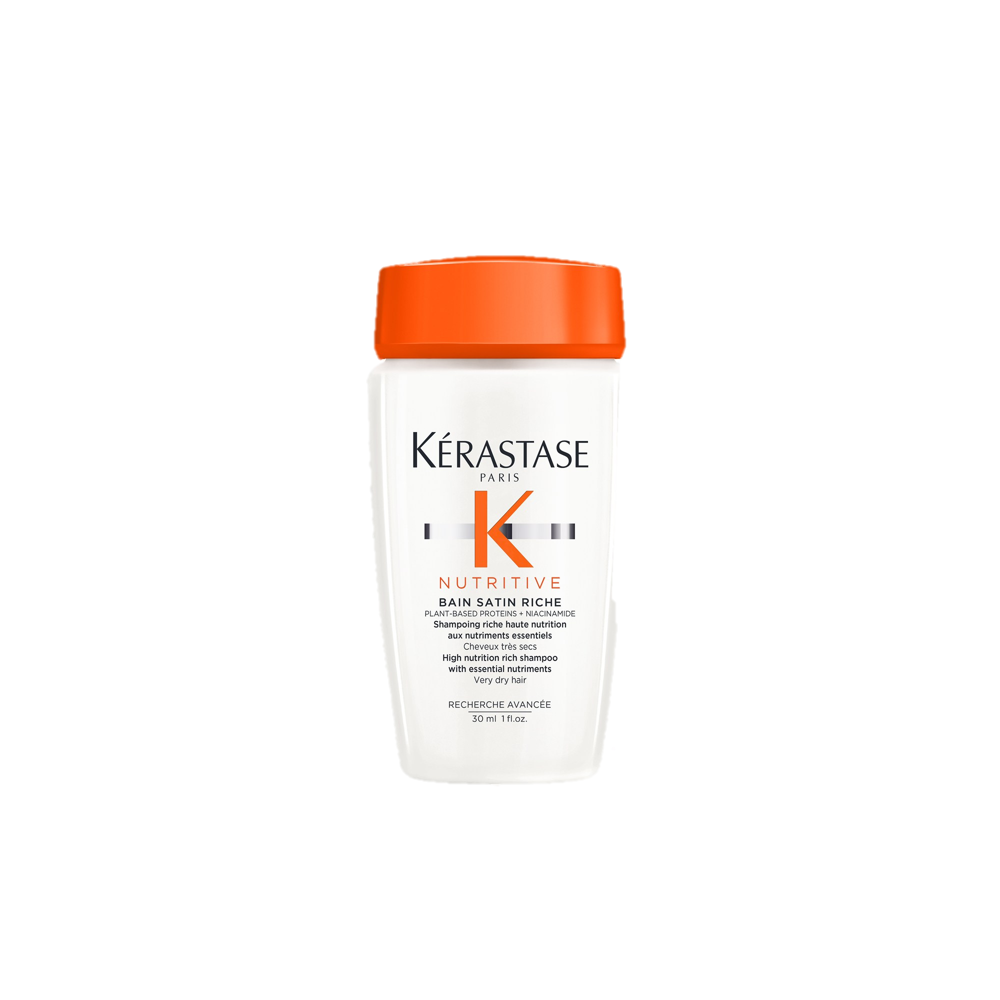 KÉRASTASE
PARIS
K
NUTRITIVE
BAIN SATIN RICHE
PLANT-BASED PROTEINS + NIACINAMIDE
Shampoing riche haute nutrition
aux nutriments essentiels
Cheveux très secs
High nutrition rich shampoo
with essential nutriments
Very dry hair
RECHERCHE AVANCÉE
30 ml 1 fl.oz.